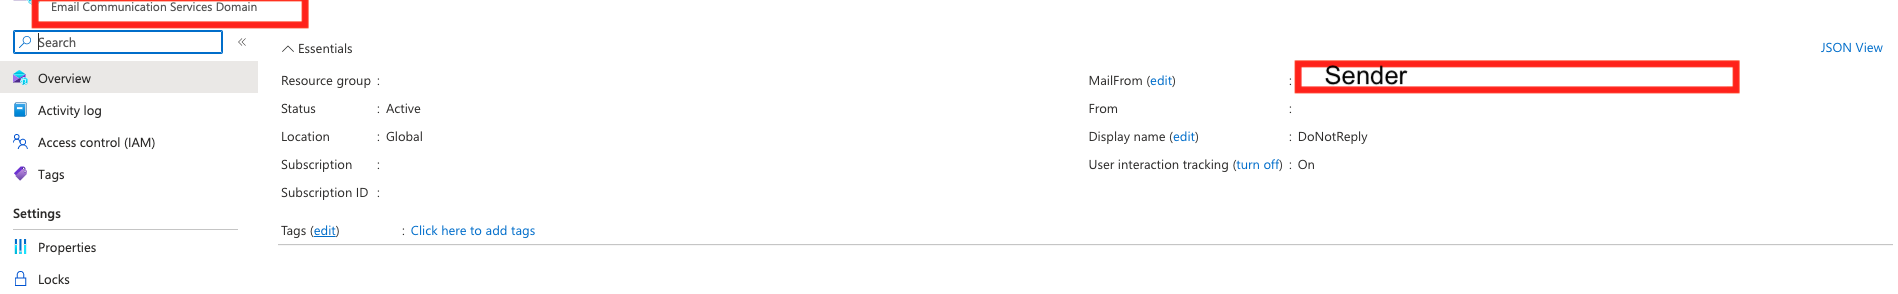 Email Communication Services Domain
Search «
Overview
Activity log
Access control (IAM)
Tags
Settings
Properties
Locks
Essentials
JSON View
Resource group :
Status : Active
Location : Global
Subscription :
Subscription ID :
MailFrom (edit) : Sender
From :
Display name (edit) : DoNotReply
User interaction tracking (turn off) : On
Tags (edit) : Click here to add tags